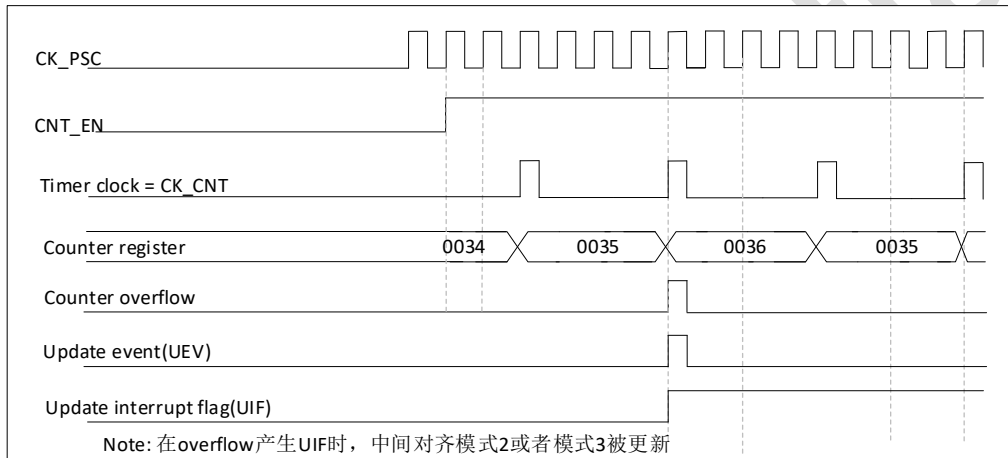 CK_PSC
CNT_EN
Timer clock = CK_CNT
Counter register 0034 0035 0036 0035
Counter overflow
Update event(UEV)
Update interrupt flag(UIF)
Note: 在overflow产生UIF时，中间对齐模式2或者模式3被更新